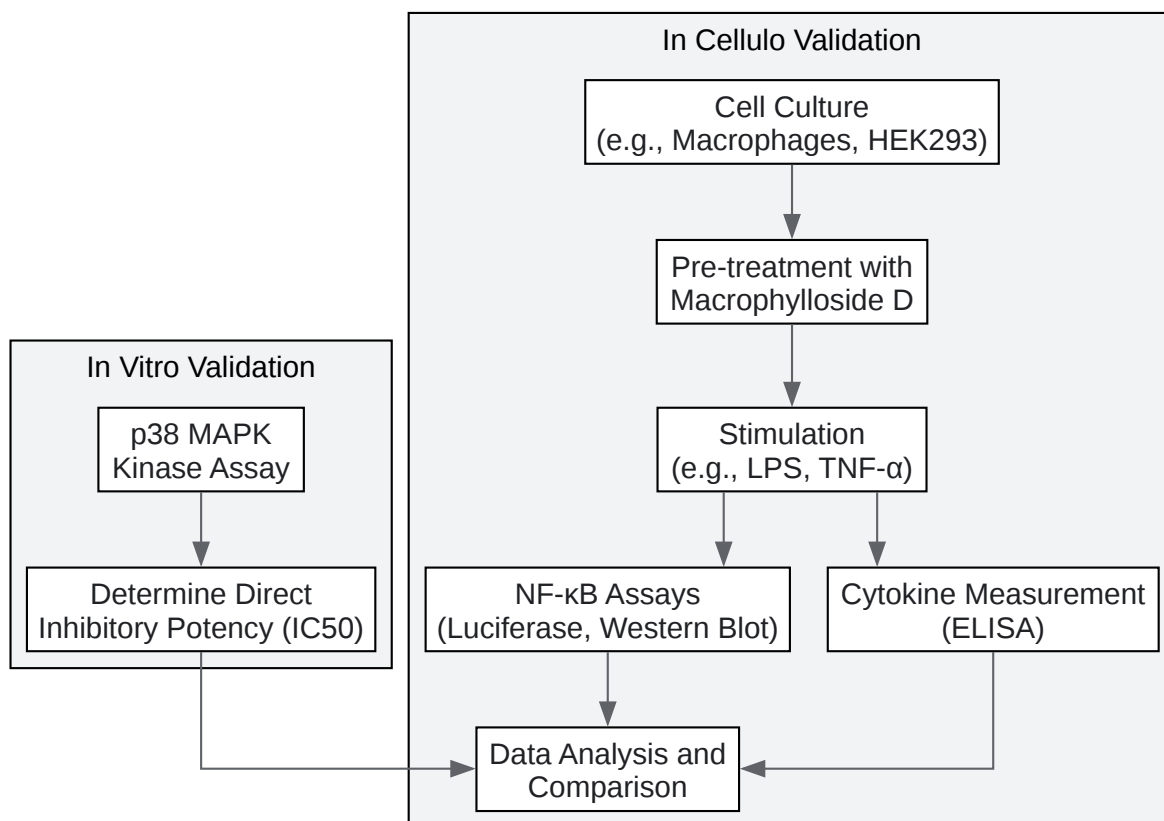 In Cellulo Validation
Cell Culture
(e.g., Macrophages, HEK293)
Pre-treatment with
Macrophylloside D
In Vitro Validation
p38 MAPK
Kinase Assay
Stimulation
(e.g., LPS, TNF-α)
Determine Direct
Inhibitory Potency (IC50)
NF-κB Assays
(Luciferase, Western Blot)
Cytokine Measurement
(ELISA)
Data Analysis and
Comparison